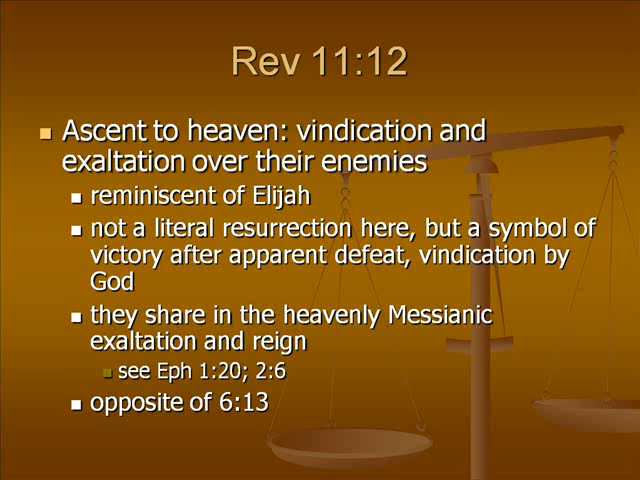 Rev 11:12
Ascent to heaven: vindication and
exaltation over their enemies
reminiscent of Elijah
not a literal resurrection here, but a symbol of
victory after apparent defeat, vindication by
God
they share in the heavenly Messianic
exaltation and reign
see Eph 1:20; 2:6
opposite of 6:13